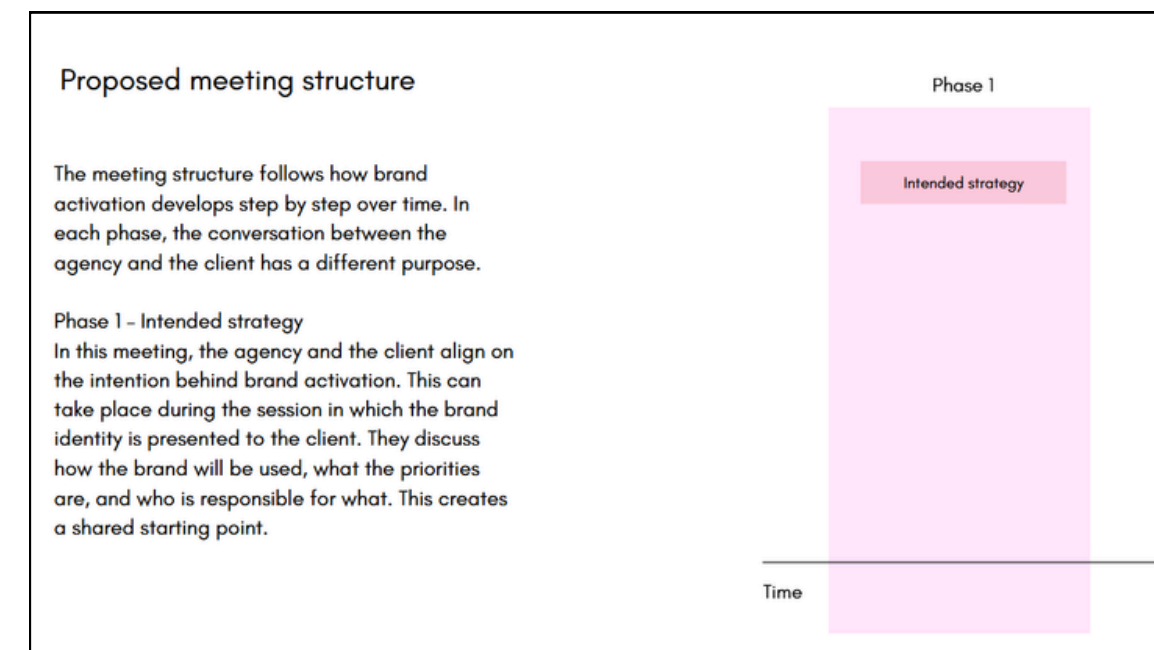 Proposed meeting structure
The meeting structure follows how brand
activation develops step by step over time. In
each phase, the conversation between the
agency and the client has a different purpose.
Phase 1 – Intended strategy
In this meeting, the agency and the client align on
the intention behind brand activation. This can
take place during the session in which the brand
identity is presented to the client. They discuss
how the brand will be used, what the priorities
are, and who is responsible for what. This creates
a shared starting point.
Phase 1
Intended strategy
Time